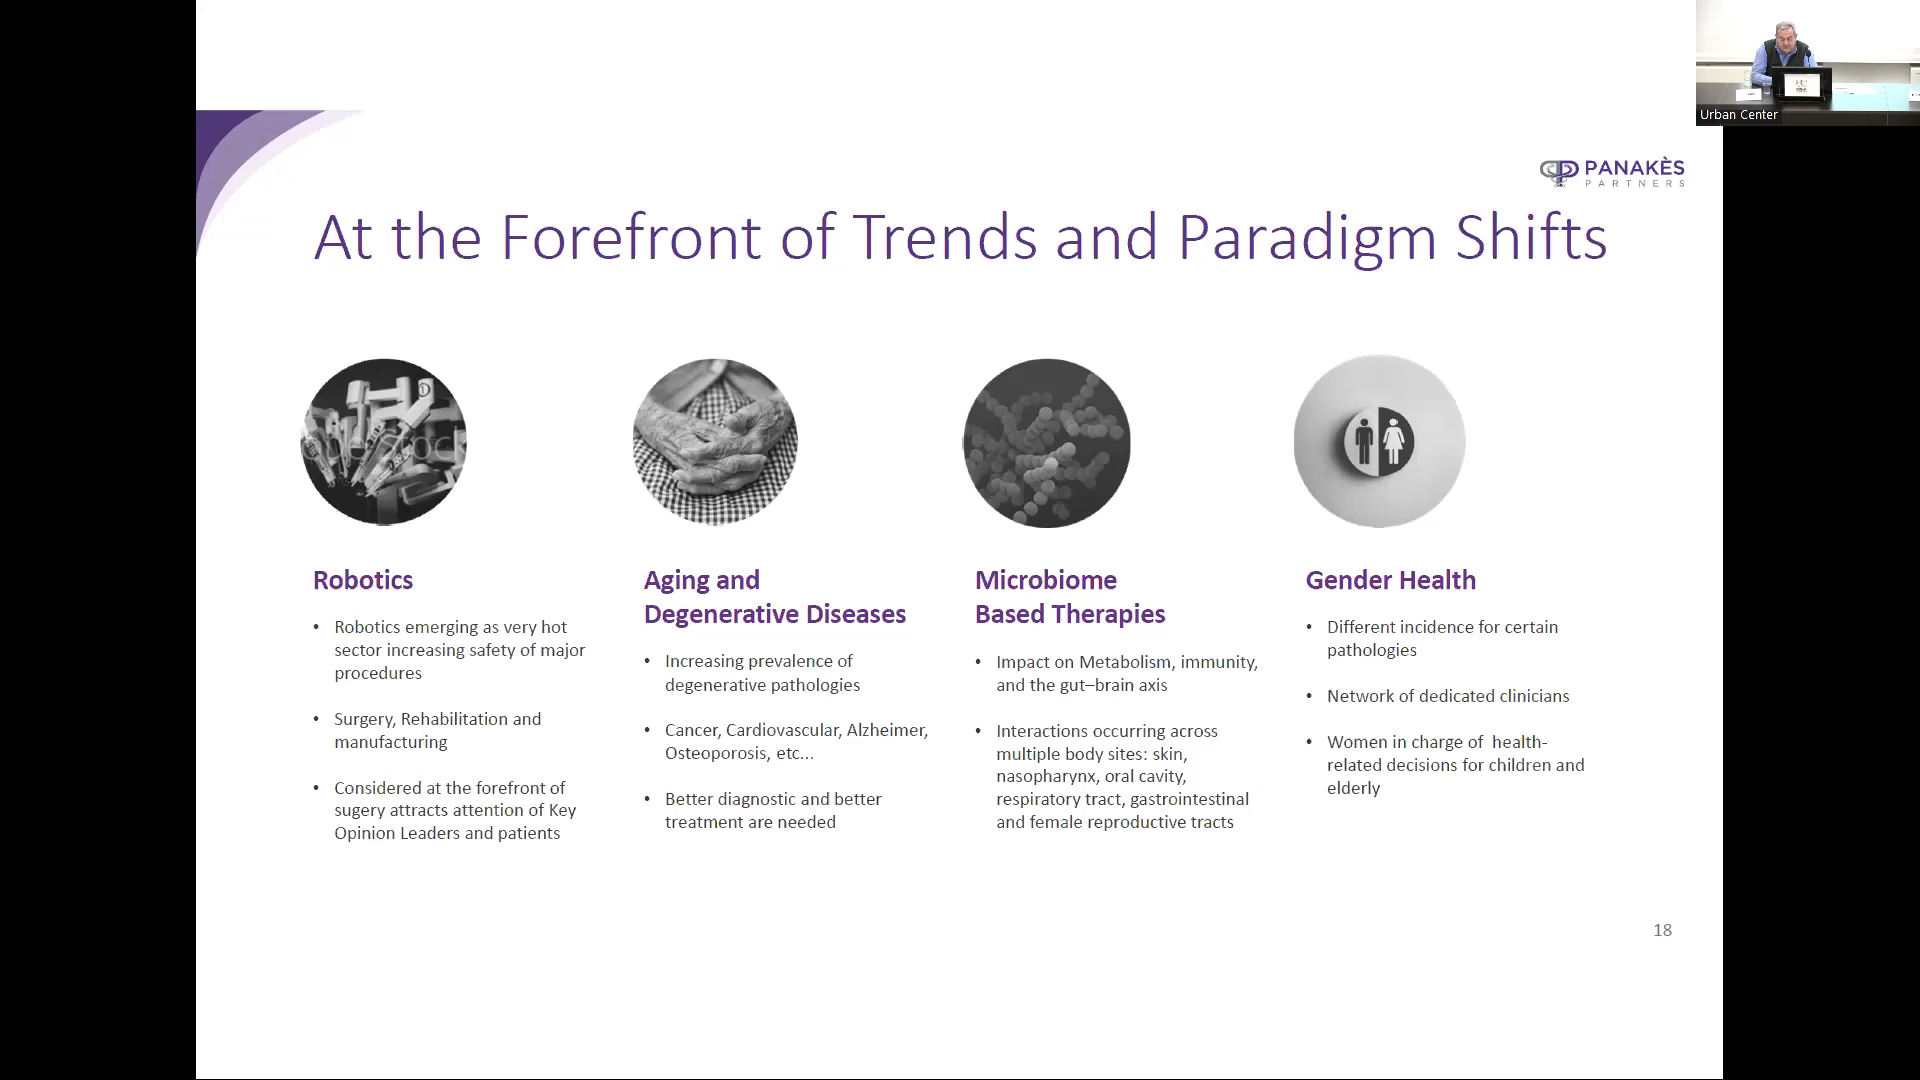 Urban Center
PANAKÈS
PARTNERS
At the Forefront of Trends and Paradigm Shifts
Robotics
• Robotics emerging as very hot
sector increasing safety of major
procedures
• Surgery, Rehabilitation and
manufacturing
• Considered at the forefront of
sugery attracts attention of Key
Opinion Leaders and patients
Aging and
Degenerative Diseases
• Increasing prevalence of
degenerative pathologies
• Cancer, Cardiovascular, Alzheimer,
Osteoporosis, etc...
• Better diagnostic and better
treatment are needed
Microbiome
Based Therapies
• Impact on Metabolism, immunity,
and the gut–brain axis
• Interactions occurring across
multiple body sites: skin,
nasopharynx, oral cavity,
respiratory tract, gastrointestinal
and female reproductive tracts
Gender Health
• Different incidence for certain
pathologies
• Network of dedicated clinicians
• Women in charge of  health-
related decisions for children and
elderly
18